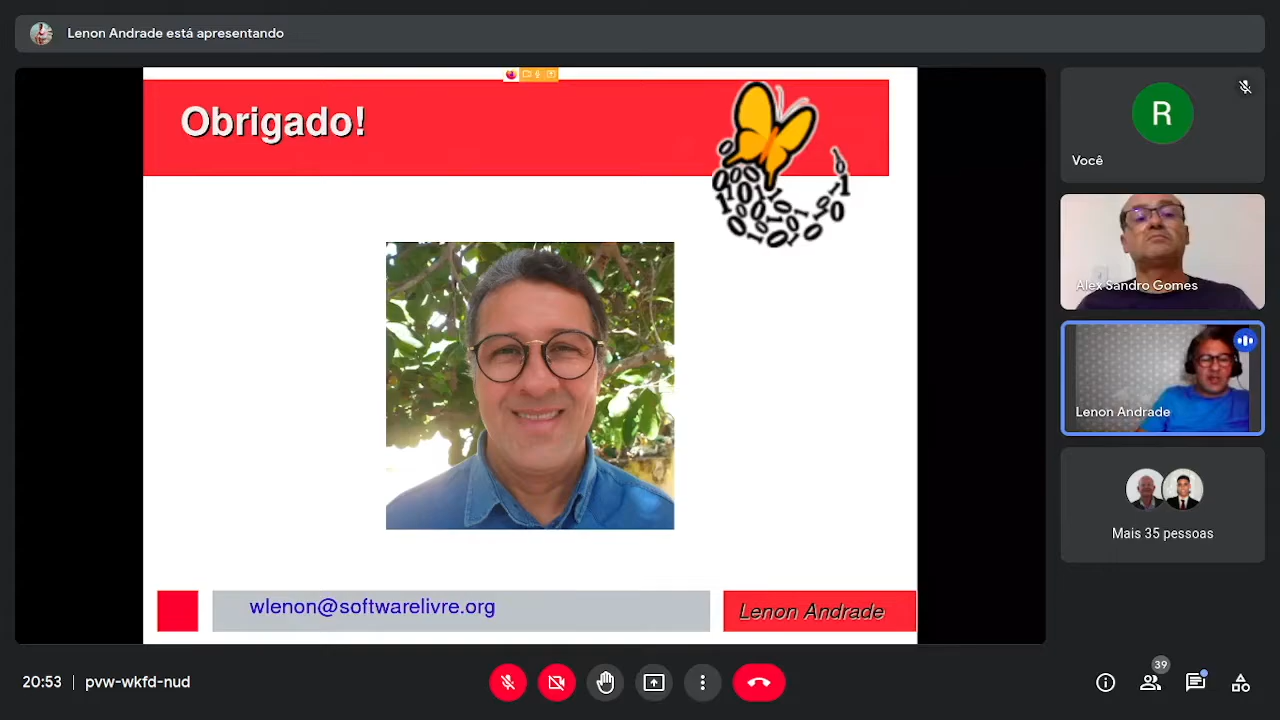 Lenon Andrade está apresentando
Obrigado!
wlenon@softwarelivre.org
Lenon Andrade
R
Você
Alex Sandro Gomes
Lenon Andrade
Mais 35 pessoas
20:53 | pvw-wkfd-nud
39